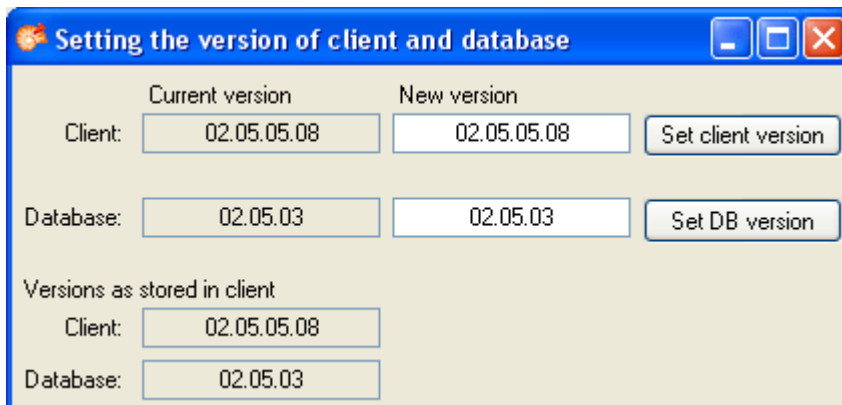 Setting the version of client and database
Current version New version
Client: 02.05.05.08 02.05.05.08 Set client version
Database: 02.05.03 02.05.03 Set DB version
Versions as stored in client
Client: 02.05.05.08
Database: 02.05.03